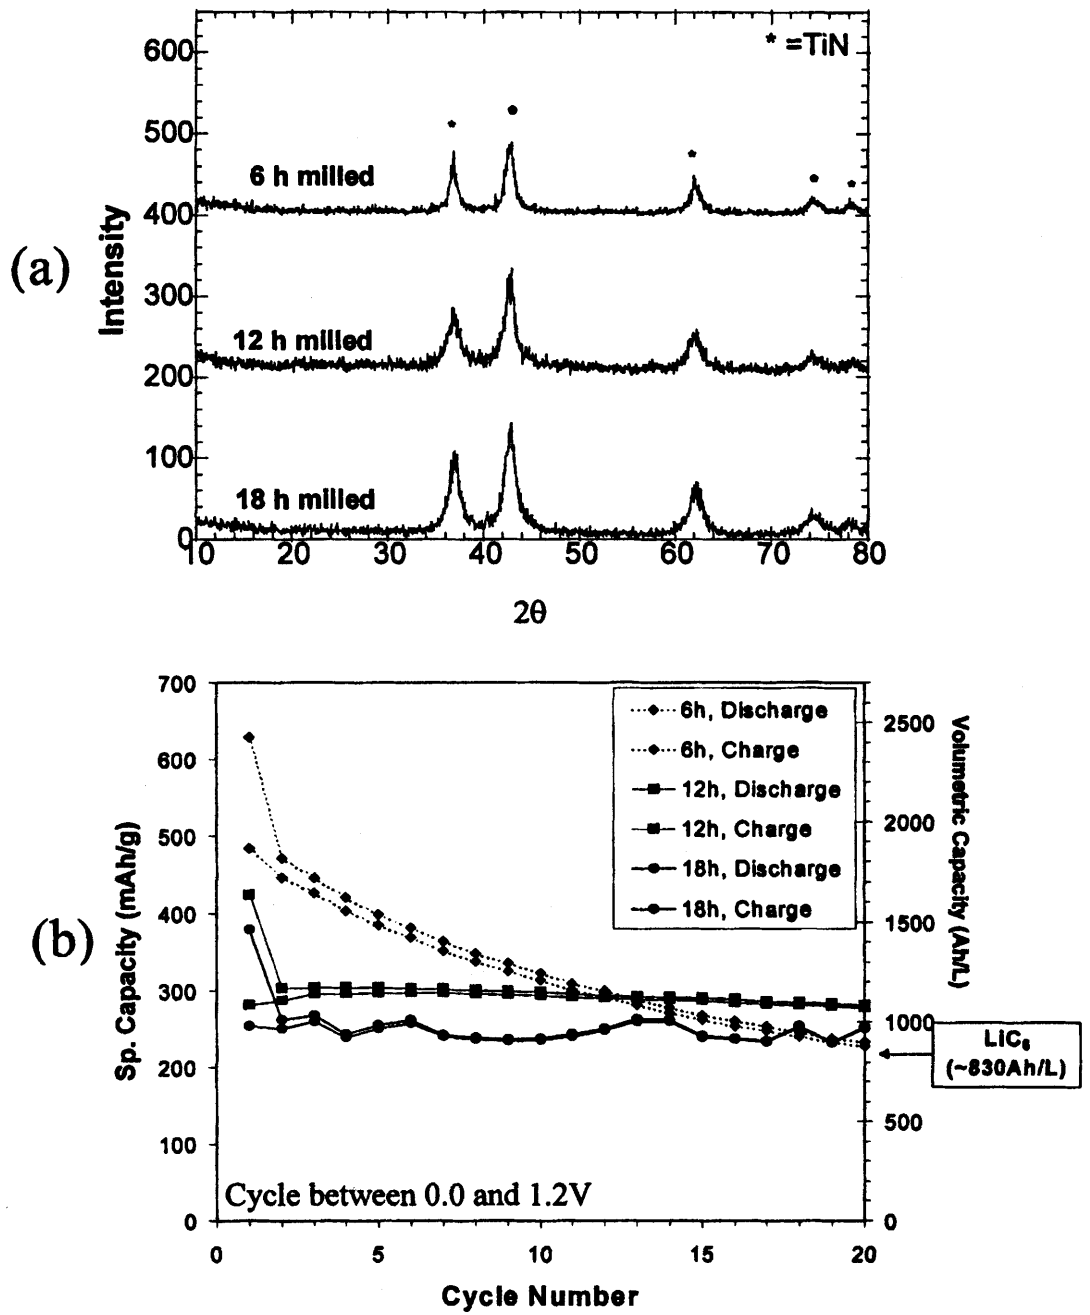 600
* =TiN
500
6 h milled
400
(a)
Intensity
300
12 h milled
200
100
18 h milled
0
10 20 30 40 50 60 70 80
2θ
700
600
500
400
300
200
100
0
Sp. Capacity (mAh/g)
(b)
6h, Discharge
6h, Charge
12h, Discharge
12h, Charge
18h, Discharge
18h, Charge
2500
2000
1500
1000
500
0
Volumetric Capacity (Ah/L)
LiC₆
(~830Ah/L)
Cycle between 0.0 and 1.2V
0 5 10 15 20
Cycle Number